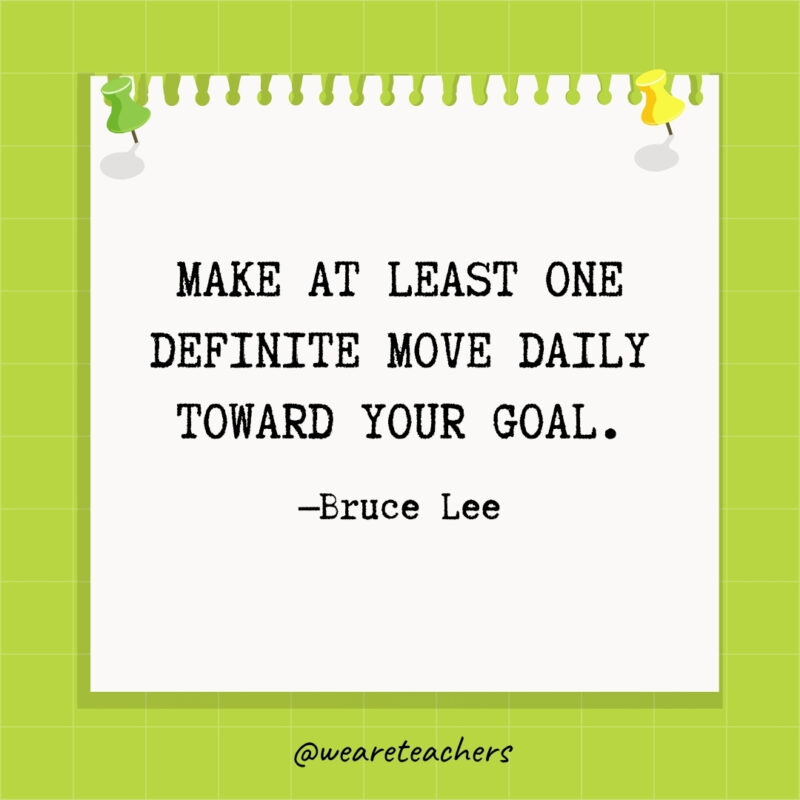 MAKE AT LEAST ONE
DEFINITE MOVE DAILY
TOWARD YOUR GOAL.
—Bruce Lee
@weareteachers